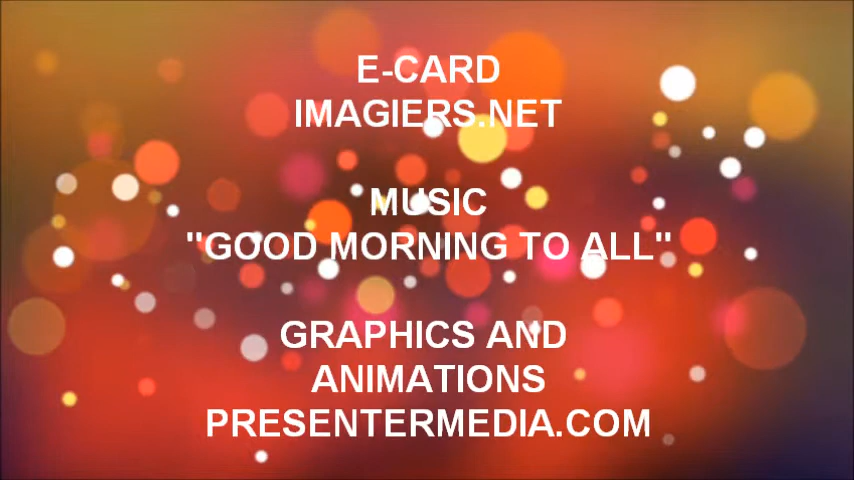 E-CARD
IMAGIERS.NET
MUSIC
"GOOD MORNING TO ALL"
GRAPHICS AND
ANIMATIONS
PRESENTERMEDIA.COM